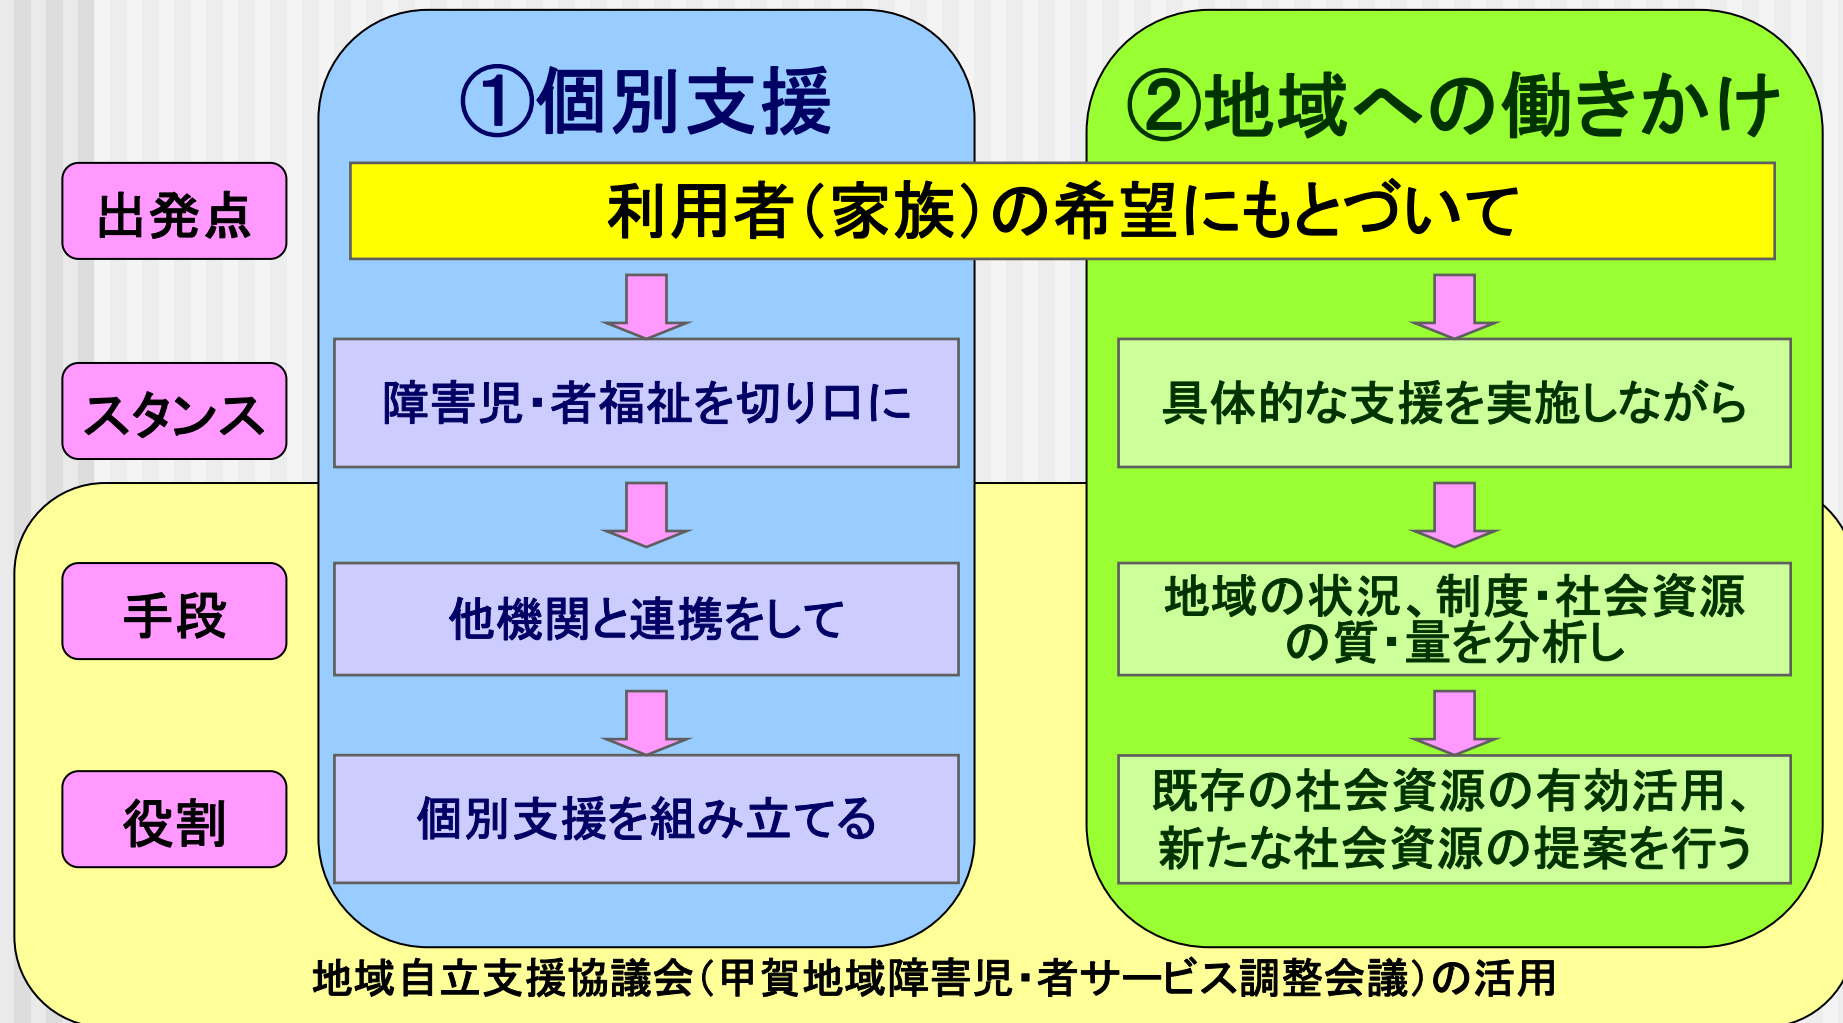 ①個別支援
②地域への働きかけ
出発点
利用者(家族)の希望にもとづいて
スタンス
障害児・者福祉を切り口に
具体的な支援を実施しながら
手段
他機関と連携をして
地域の状況、制度・社会資源
の質・量を分析し
役割
個別支援を組み立てる
既存の社会資源の有効活用、
新たな社会資源の提案を行う
地域自立支援協議会(甲賀地域障害児・者サービス調整会議)の活用